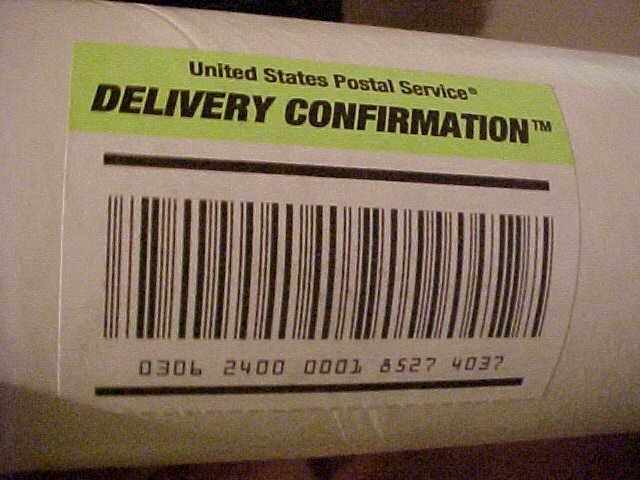 United States Postal Service®
DELIVERY CONFIRMATION™
0306 2400 0001 8527 4037